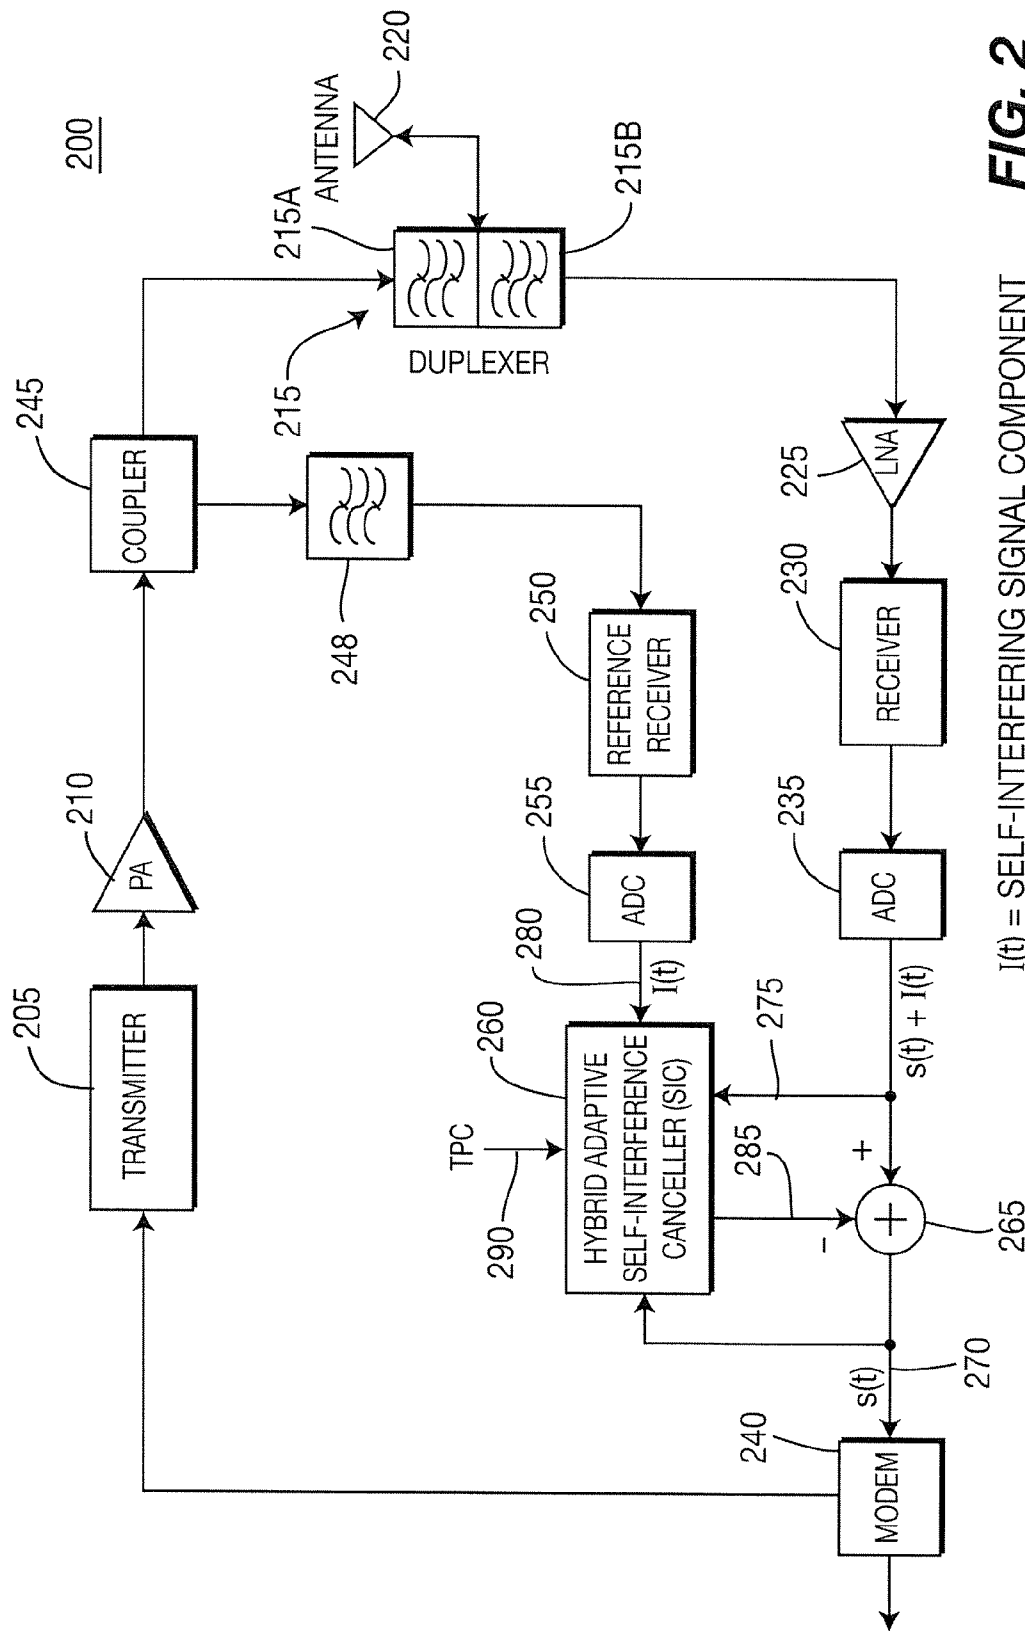 200
ANTENNA
220
215A
215B
215
DUPLEXER
245
COUPLER
248
210
PA
205
TRANSMITTER
250
REFERENCE
RECEIVER
255
ADC
280
I(t)
260
HYBRID ADAPTIVE
SELF-INTERFERENCE
CANCELLER (SIC)
TPC
290
285
275
225
LNA
230
RECEIVER
235
ADC
s(t) + I(t)
+
-
+
265
s(t)
270
240
MODEM
I(t) = SELF-INTERFERING SIGNAL COMPONENT
FIG. 2